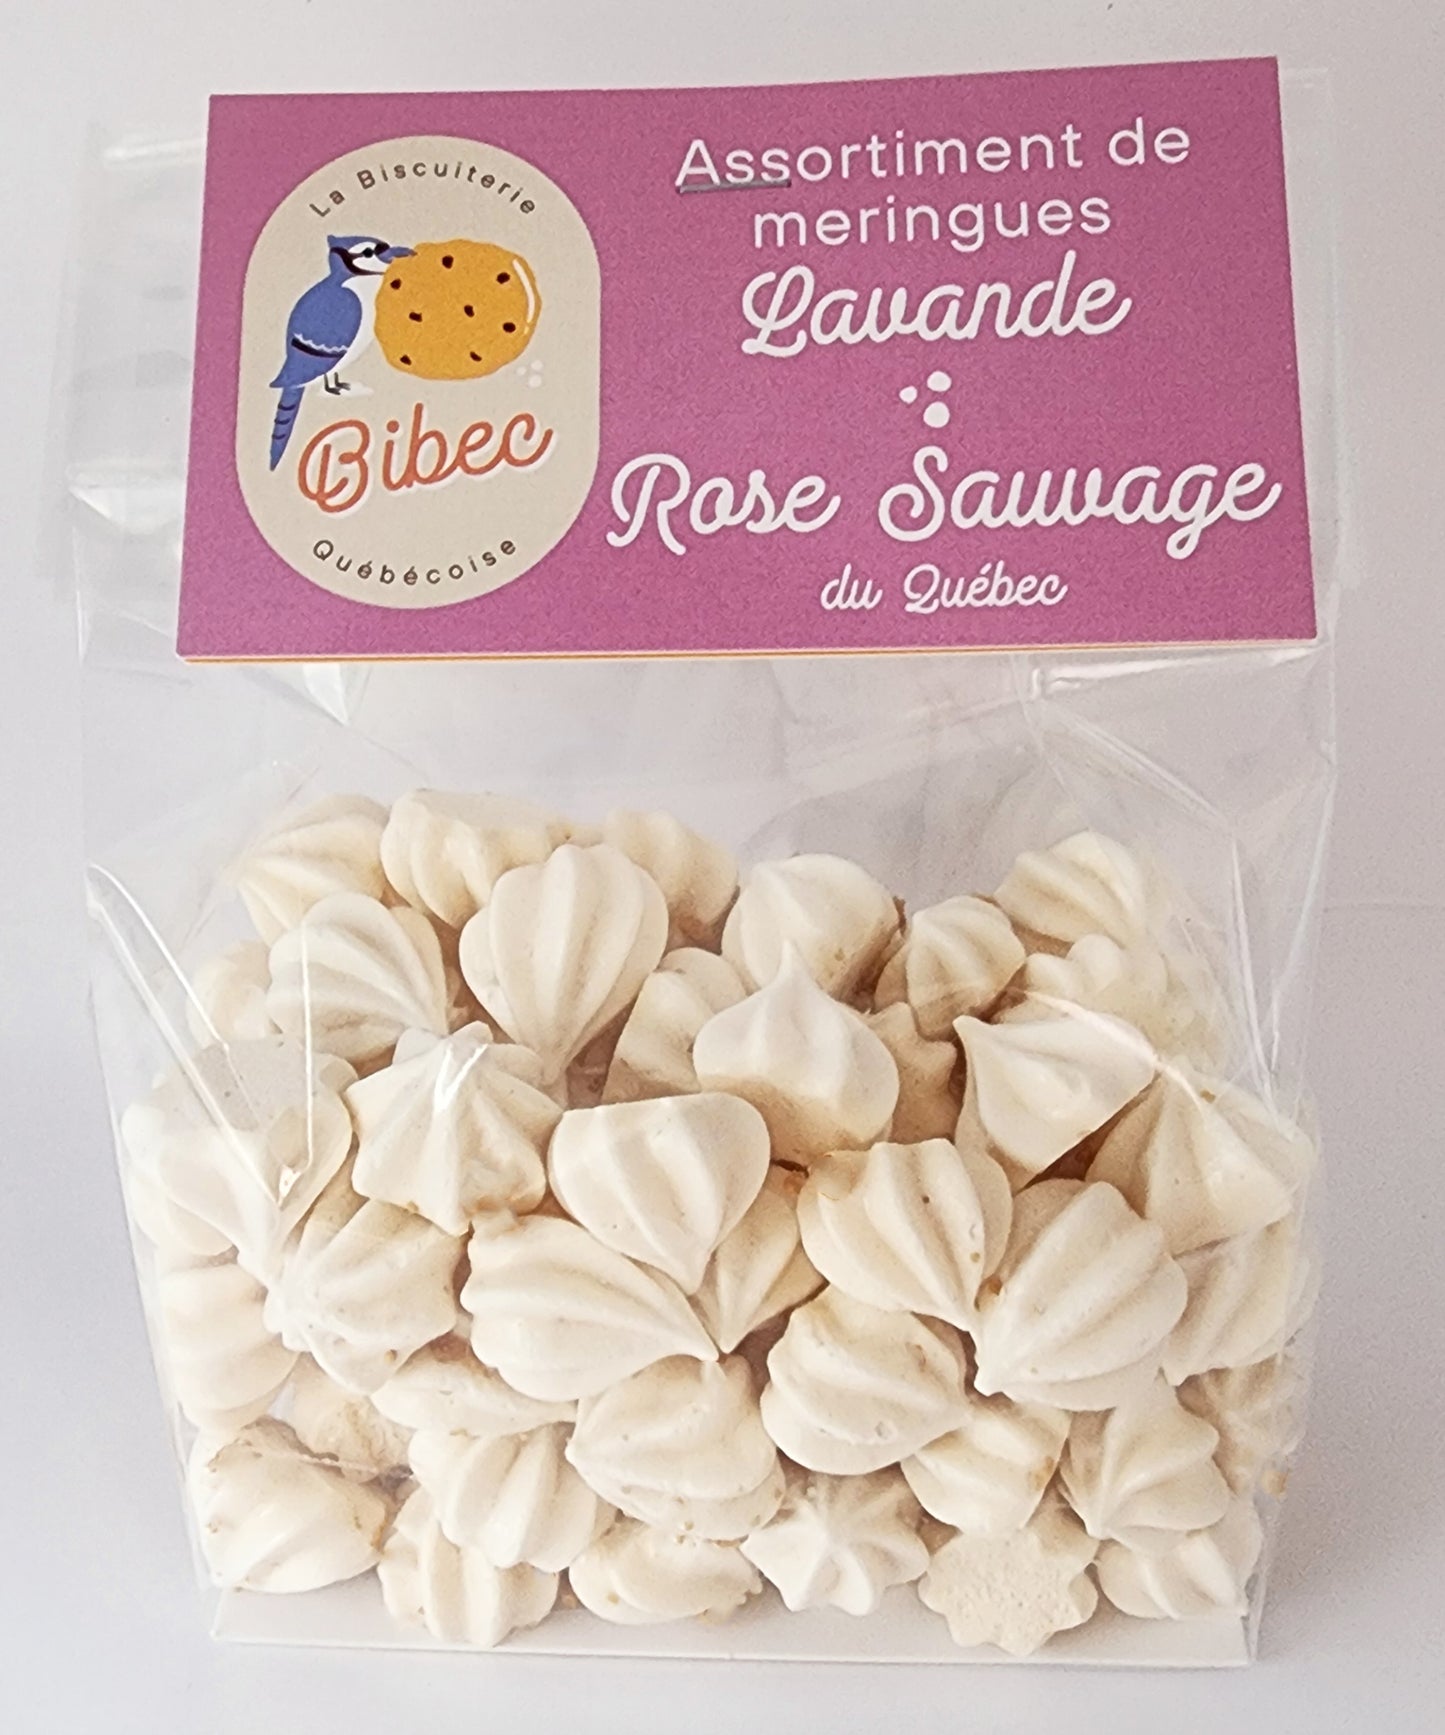 La Biscuiterie
Bibec
Québécoise
Assortiment de
meringues
Lavande
Rose Sauvage
du Québec